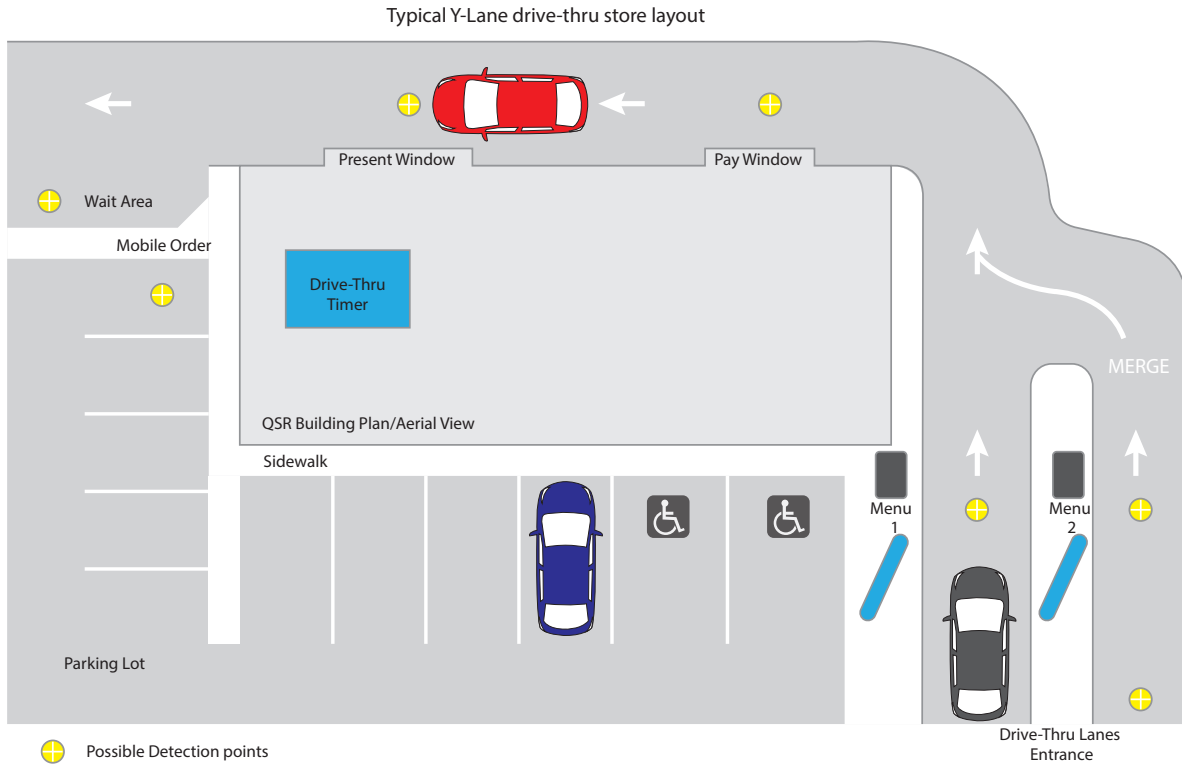 Typical Y-Lane drive-thru store layout
Present Window
Pay Window
Wait Area
Mobile Order
Drive-Thru
Timer
MERGE
QSR Building Plan/Aerial View
Sidewalk
Menu
1
Menu
2
Parking Lot
Drive-Thru Lanes
Entrance
Possible Detection points